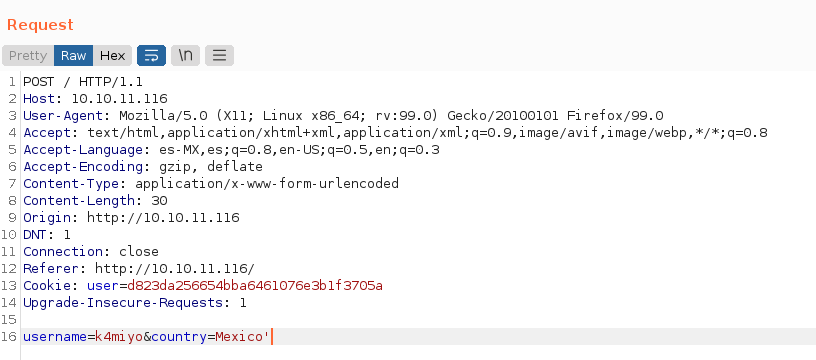 Request
Pretty Raw Hex \n
1 POST / HTTP/1.1
2 Host: 10.10.11.116
3 User-Agent: Mozilla/5.0 (X11; Linux x86_64; rv:99.0) Gecko/20100101 Firefox/99.0
4 Accept: text/html,application/xhtml+xml,application/xml;q=0.9,image/avif,image/webp,*/*;q=0.8
5 Accept-Language: es-MX,es;q=0.8,en-US;q=0.5,en;q=0.3
6 Accept-Encoding: gzip, deflate
7 Content-Type: application/x-www-form-urlencoded
8 Content-Length: 30
9 Origin: http://10.10.11.116
10 DNT: 1
11 Connection: close
12 Referer: http://10.10.11.116/
13 Cookie: user=d823da256654bba6461076e3b1f3705a
14 Upgrade-Insecure-Requests: 1
15
16 username=k4miyo&country=Mexico'